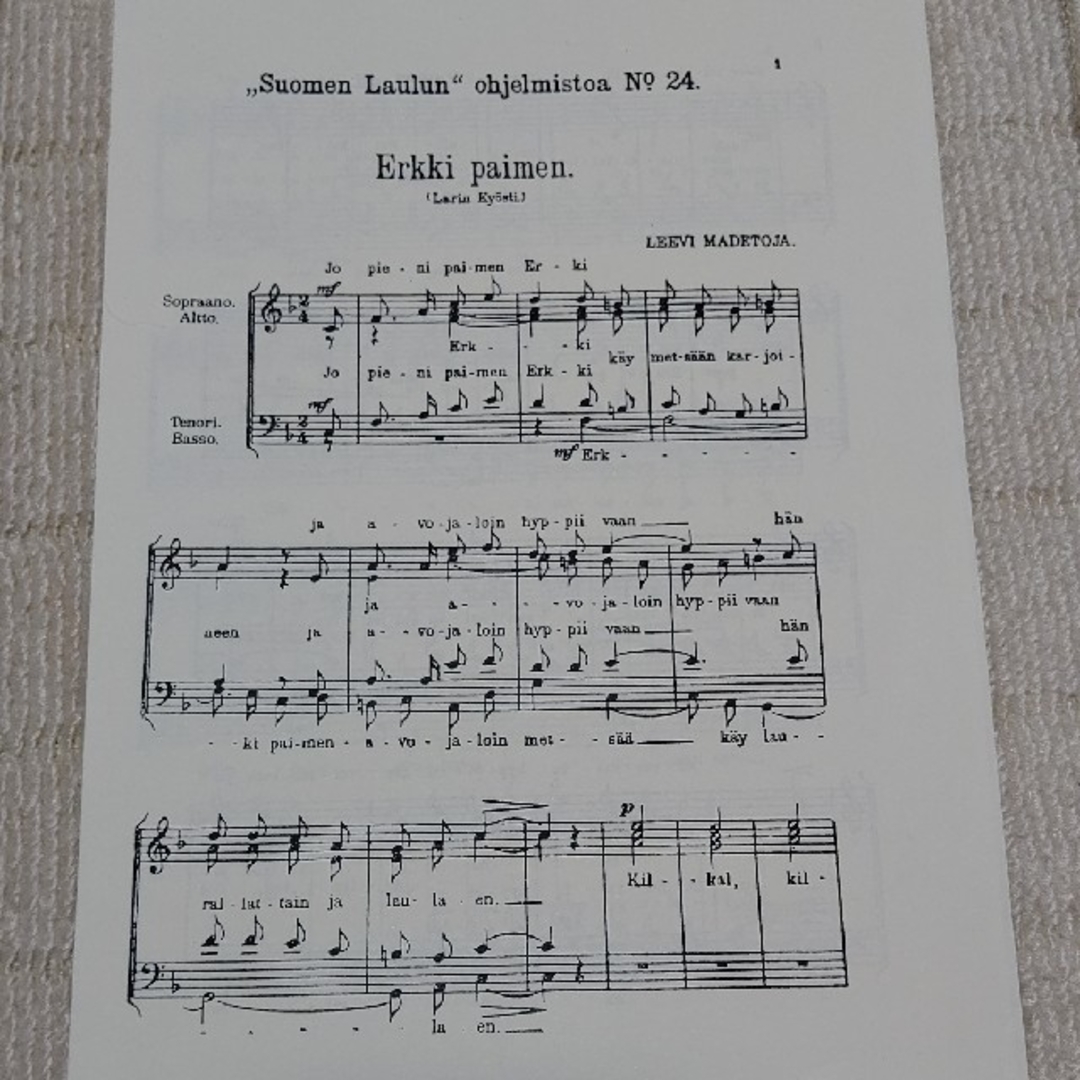 1
„Suomen Laulun“ ohjelmistoa Nº 24.
Erkki paimen.
(Larin Kyösti)
LEEVI MADETOJA.
Jo pie - ni pai-men Er - ki
mf
Sopraano.
Altto.
Erk - - ki
käy met-sään kar-joi -
Jo pie - ni pai-men Erk - ki
mf
Tenori.
Basso.
mf Erk - - - - -
ja a - vo-ja-loin hyp-pii vaan hän
ja a - - - vo - ja-loin hyp-pii vaan
neen ja a - - vo-ja-loin hyp-pii vaan hän
- -ki pai-men - a - vo - ja-loin met - -sää käy lau - -
p
Kil - - kal, kil -
ral-lat-tain ja lau- la en.
- - - la en.